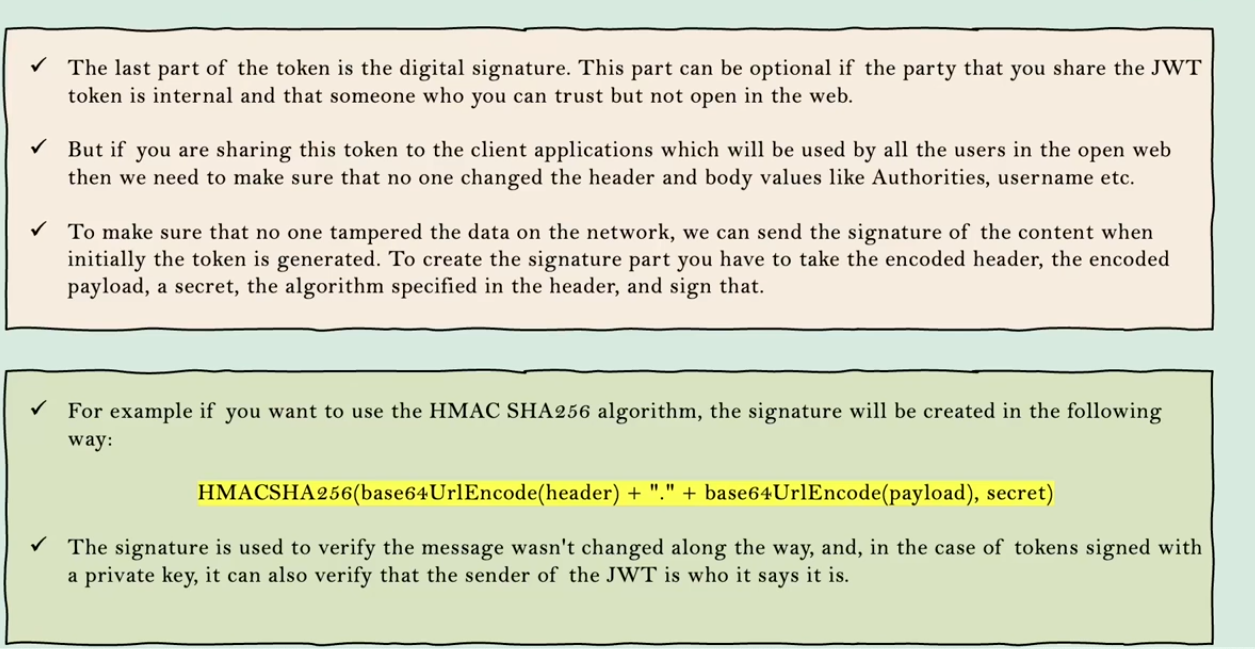 ✓ The last part of the token is the digital signature. This part can be optional if the party that you share the JWT
token is internal and that someone who you can trust but not open in the web.
✓ But if you are sharing this token to the client applications which will be used by all the users in the open web
then we need to make sure that no one changed the header and body values like Authorities, username etc.
✓ To make sure that no one tampered the data on the network, we can send the signature of the content when
initially the token is generated. To create the signature part you have to take the encoded header, the encoded
payload, a secret, the algorithm specified in the header, and sign that.
✓ For example if you want to use the HMAC SHA256 algorithm, the signature will be created in the following
way:
HMACSHA256(base64UrlEncode(header) + "." + base64UrlEncode(payload), secret)
✓ The signature is used to verify the message wasn't changed along the way, and, in the case of tokens signed with
a private key, it can also verify that the sender of the JWT is who it says it is.